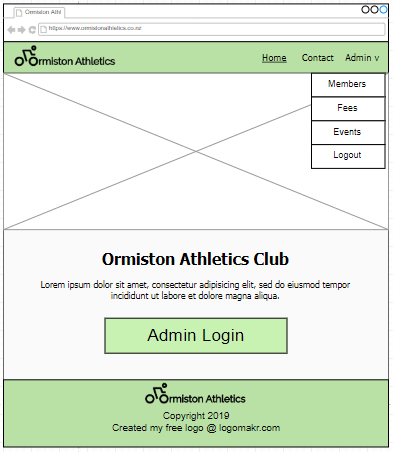 Ormiston Athl
https://www.ormistonathletics.co.nz/
Ormiston Athletics
Home Contact Admin v
Members
Fees
Events
Logout
Ormiston Athletics Club
Lorem ipsum dolor sit amet, consectetur adipisicing elit, sed do eiusmod tempor
incididunt ut labore et dolore magna aliqua.
Admin Login
Ormiston Athletics
Copyright 2019
Created my free logo @ logomakr.com